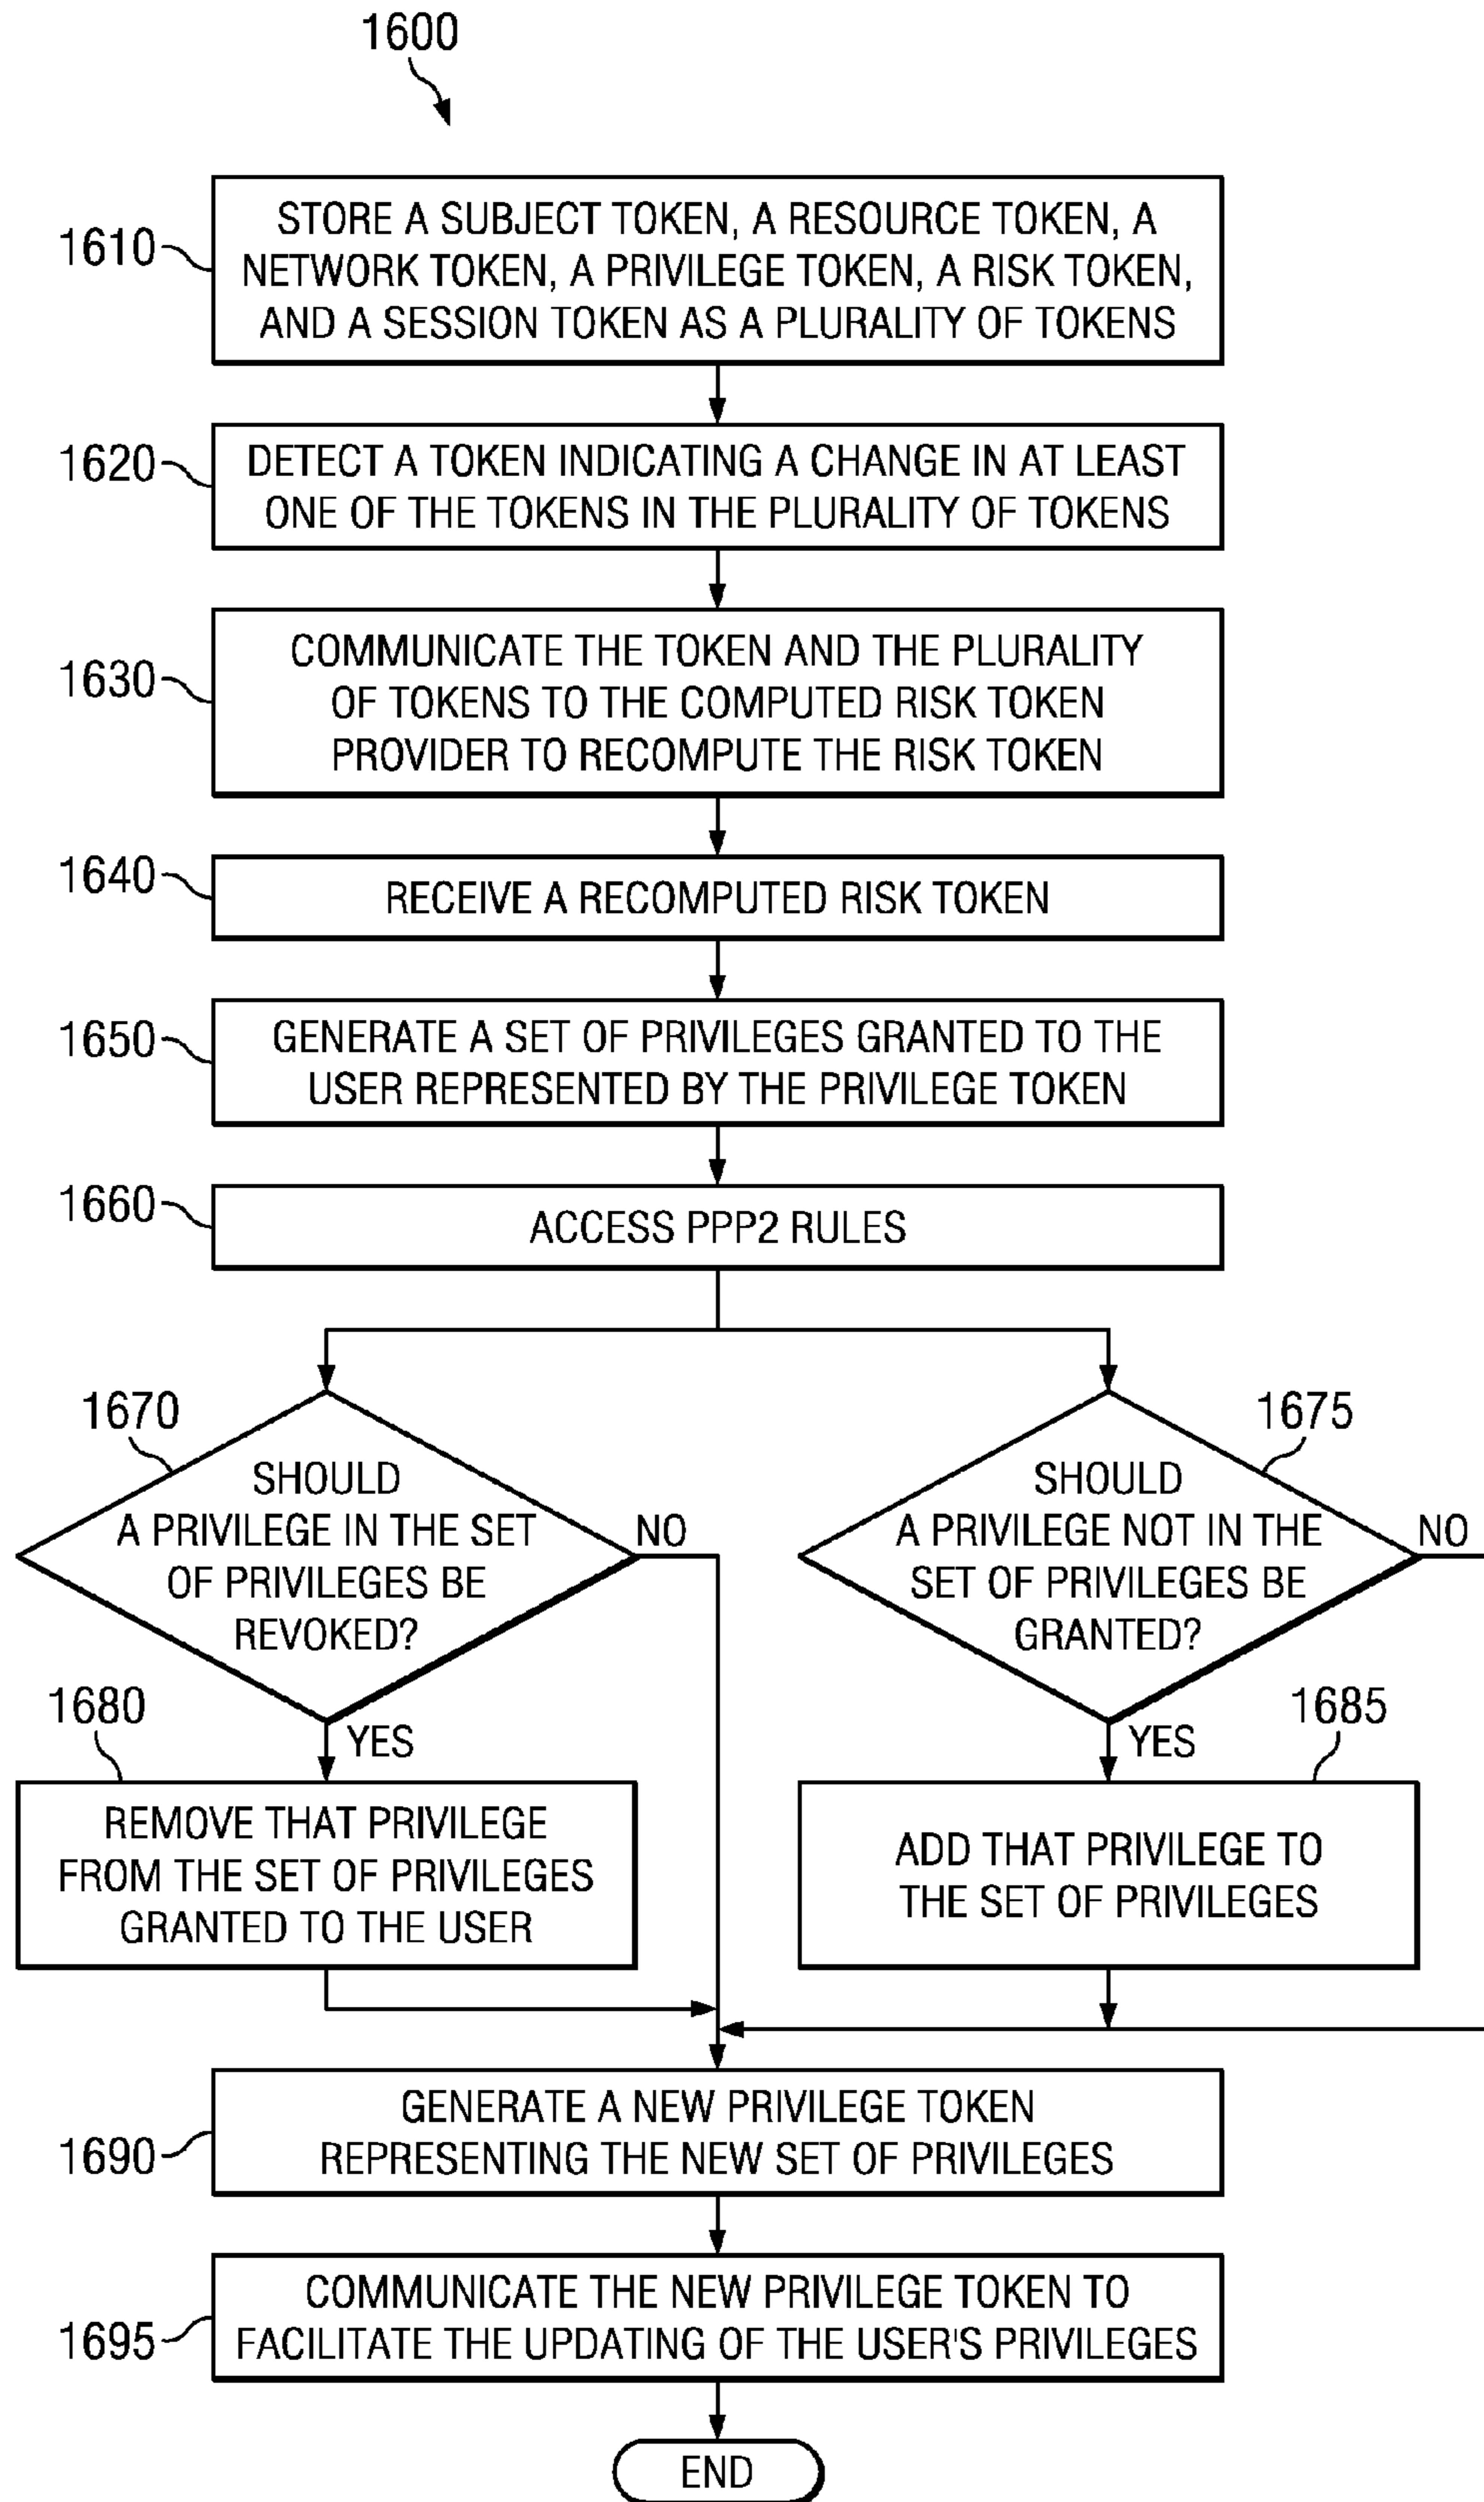 1600
1610
STORE A SUBJECT TOKEN, A RESOURCE TOKEN, A
NETWORK TOKEN, A PRIVILEGE TOKEN, A RISK TOKEN,
AND A SESSION TOKEN AS A PLURALITY OF TOKENS
1620
DETECT A TOKEN INDICATING A CHANGE IN AT LEAST
ONE OF THE TOKENS IN THE PLURALITY OF TOKENS
1630
COMMUNICATE THE TOKEN AND THE PLURALITY
OF TOKENS TO THE COMPUTED RISK TOKEN
PROVIDER TO RECOMPUTE THE RISK TOKEN
1640
RECEIVE A RECOMPUTED RISK TOKEN
1650
GENERATE A SET OF PRIVILEGES GRANTED TO THE
USER REPRESENTED BY THE PRIVILEGE TOKEN
1660
ACCESS PPP2 RULES
1670
SHOULD
A PRIVILEGE IN THE SET
OF PRIVILEGES BE
REVOKED?
NO
YES
1675
SHOULD
A PRIVILEGE NOT IN THE
SET OF PRIVILEGES BE
GRANTED?
NO
YES
1680
REMOVE THAT PRIVILEGE
FROM THE SET OF PRIVILEGES
GRANTED TO THE USER
1685
ADD THAT PRIVILEGE TO
THE SET OF PRIVILEGES
1690
GENERATE A NEW PRIVILEGE TOKEN
REPRESENTING THE NEW SET OF PRIVILEGES
1695
COMMUNICATE THE NEW PRIVILEGE TOKEN TO
FACILITATE THE UPDATING OF THE USER'S PRIVILEGES
END